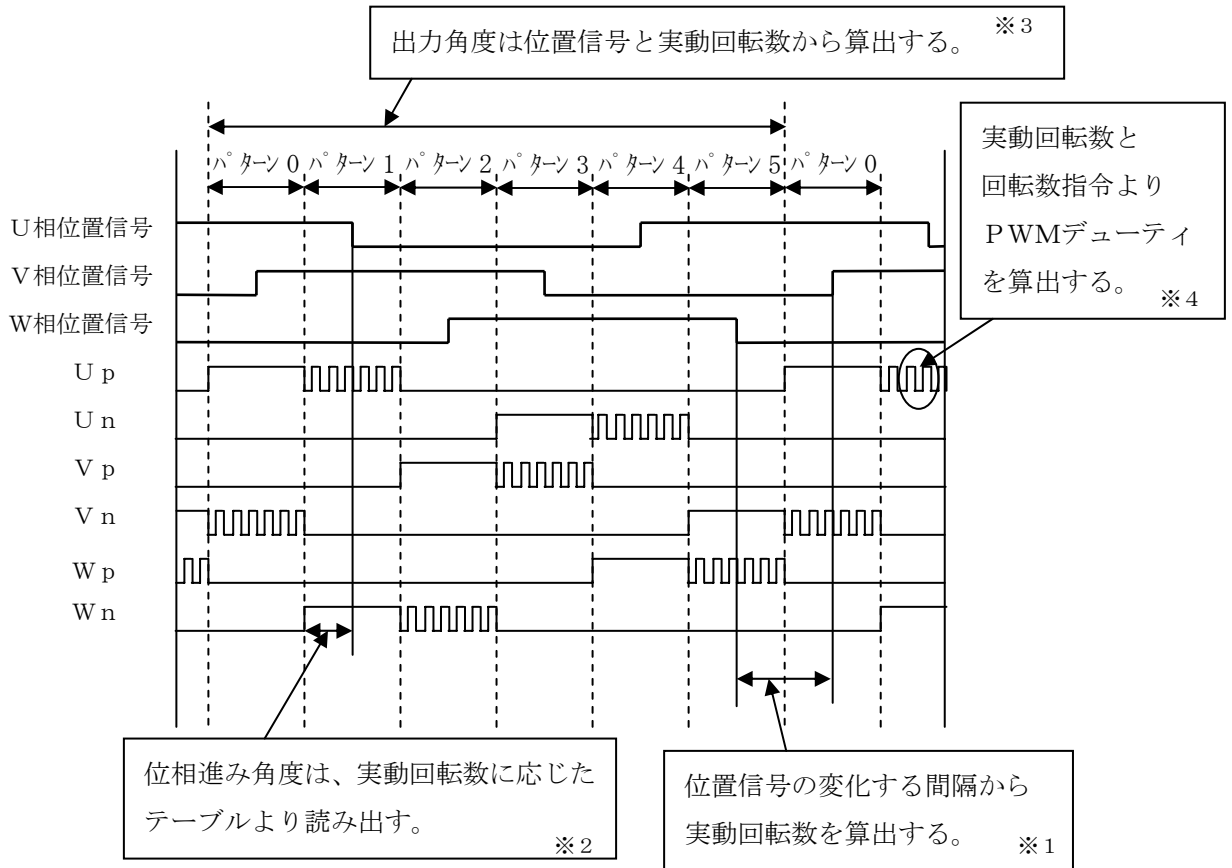 出力角度は位置信号と実動回転数から算出する。 ※3
実動回転数と
回転数指令より
PWMデューティ
を算出する。 ※4
パターン0 パターン1 パターン2 パターン3 パターン4 パターン5 パターン0
U相位置信号
V相位置信号
W相位置信号
Up
Un
Vp
Vn
Wp
Wn
位相進み角度は、実動回転数に応じた
テーブルより読み出す。 ※2
位置信号の変化する間隔から
実動回転数を算出する。 ※1